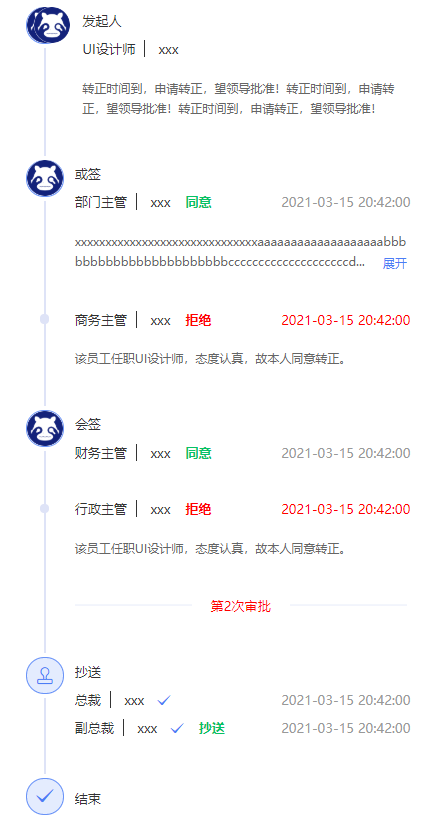 发起人
UI设计师 | xxx
转正时间到，申请转正，望领导批准！转正时间到，申请转
正，望领导批准！转正时间到，申请转正，望领导批准！
或签
部门主管 | xxx 同意 2021-03-15 20:42:00
xxxxxxxxxxxxxxxxxxxxxxxxxxxxxxaaaaaaaaaaaaaaaaaaabbb
bbbbbbbbbbbbbbbbbbbbccccccccccccccccccccd... 展开
商务主管 | xxx 拒绝 2021-03-15 20:42:00
该员工任职UI设计师，态度认真，故本人同意转正。
会签
财务主管 | xxx 同意 2021-03-15 20:42:00
行政主管 | xxx 拒绝 2021-03-15 20:42:00
该员工任职UI设计师，态度认真，故本人同意转正。
第2次审批
抄送
总裁 | xxx 2021-03-15 20:42:00
副总裁 | xxx 抄送 2021-03-15 20:42:00
结束